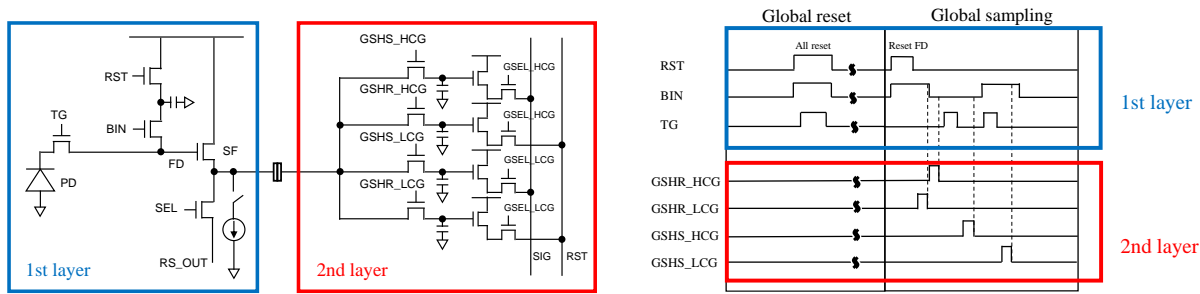 RST
TG
BIN
FD
SF
PD
SEL
RS_OUT
1st layer
GSHS_HCG
GSEL_HCG
GSHR_HCG
GSEL_HCG
GSHS_LCG
GSEL_LCG
GSHR_LCG
GSEL_LCG
SIG
RST
2nd layer
Global reset
Global sampling
All reset
Reset FD
RST
BIN
TG
1st layer
GSHR_HCG
GSHR_LCG
GSHS_HCG
GSHS_LCG
2nd layer